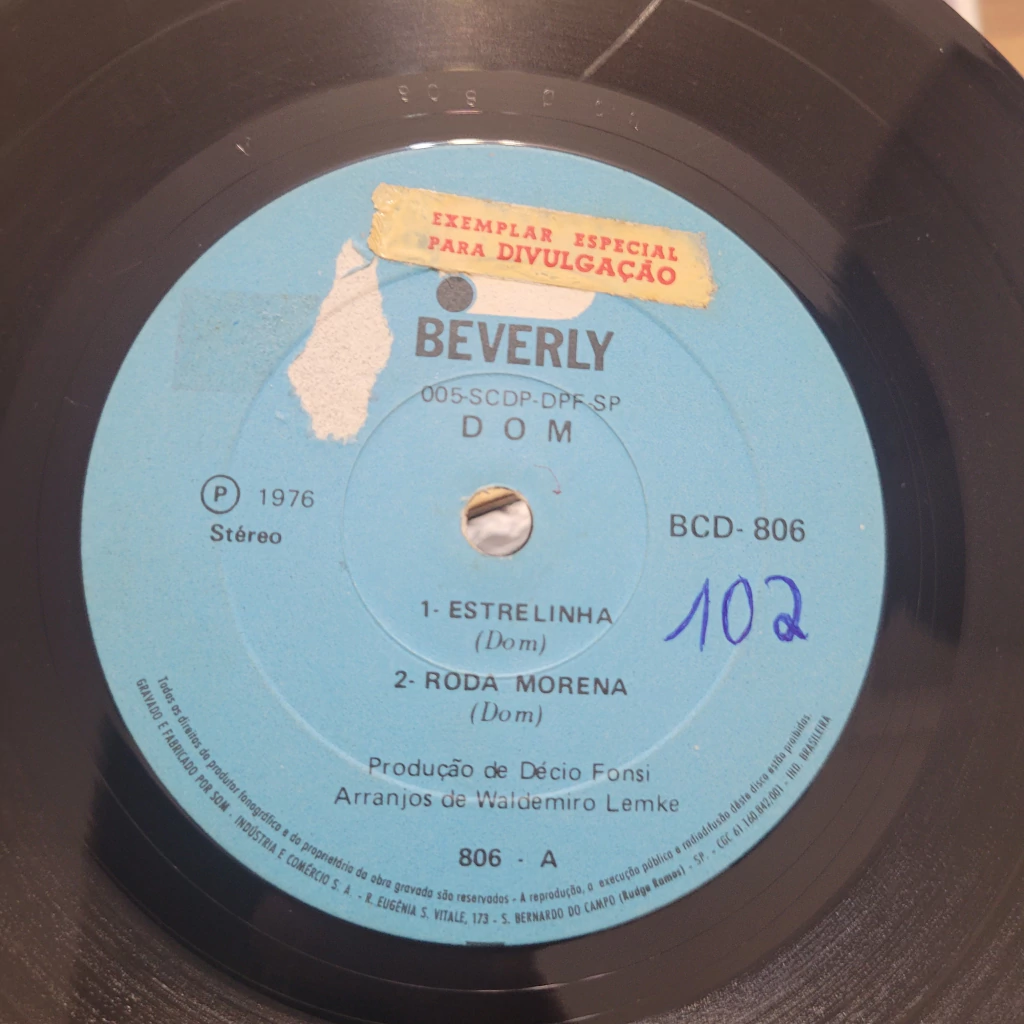 EXEMPLAR ESPECIAL
PARA DIVULGAÇÃO
BEVERLY
005-SCDP-DPF-SP
DOM
P 1976
Stéreo
BCD-806
102
1- ESTRELINHA
(Dom)
2- RODA MORENA
(Dom)
Produção de Décio Fonsi
Arranjos de Waldemiro Lemke
806 - A
Todos os direitos do produtor fonográfico e do proprietário da obra gravada são reservados - A reprodução, a execução pública e radiodifusão dêste disco estão proibidas.
GRAVADO E FABRICADO POR SOM - INDÚSTRIA E COMÉRCIO S. A. - R. EUGÊNIA S. VITALE, 173 - S. BERNARDO DO CAMPO (Rudge Ramos) - SP. - CGC 61.160.842/001 - IND. BRASILEIRA